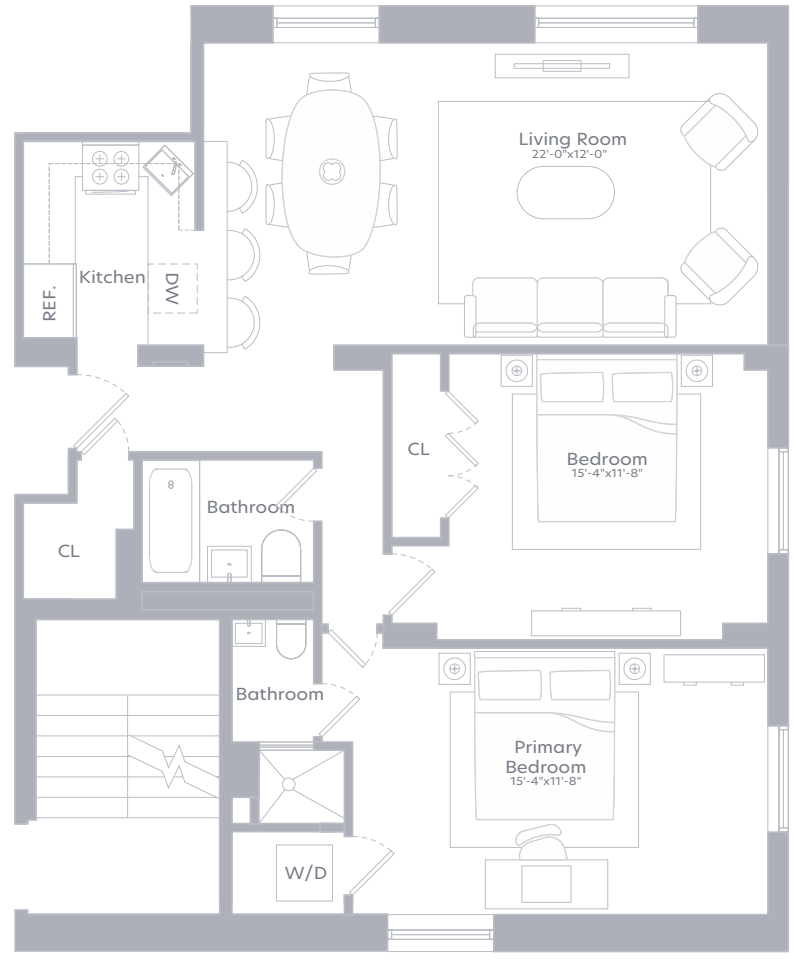 Living Room
22'-0"x12'-0"
Kitchen
DW
REF.
CL
Bedroom
15'-4"x11'-8"
Bathroom
CL
Bathroom
Primary
Bedroom
15'-4"x11'-8"
W/D